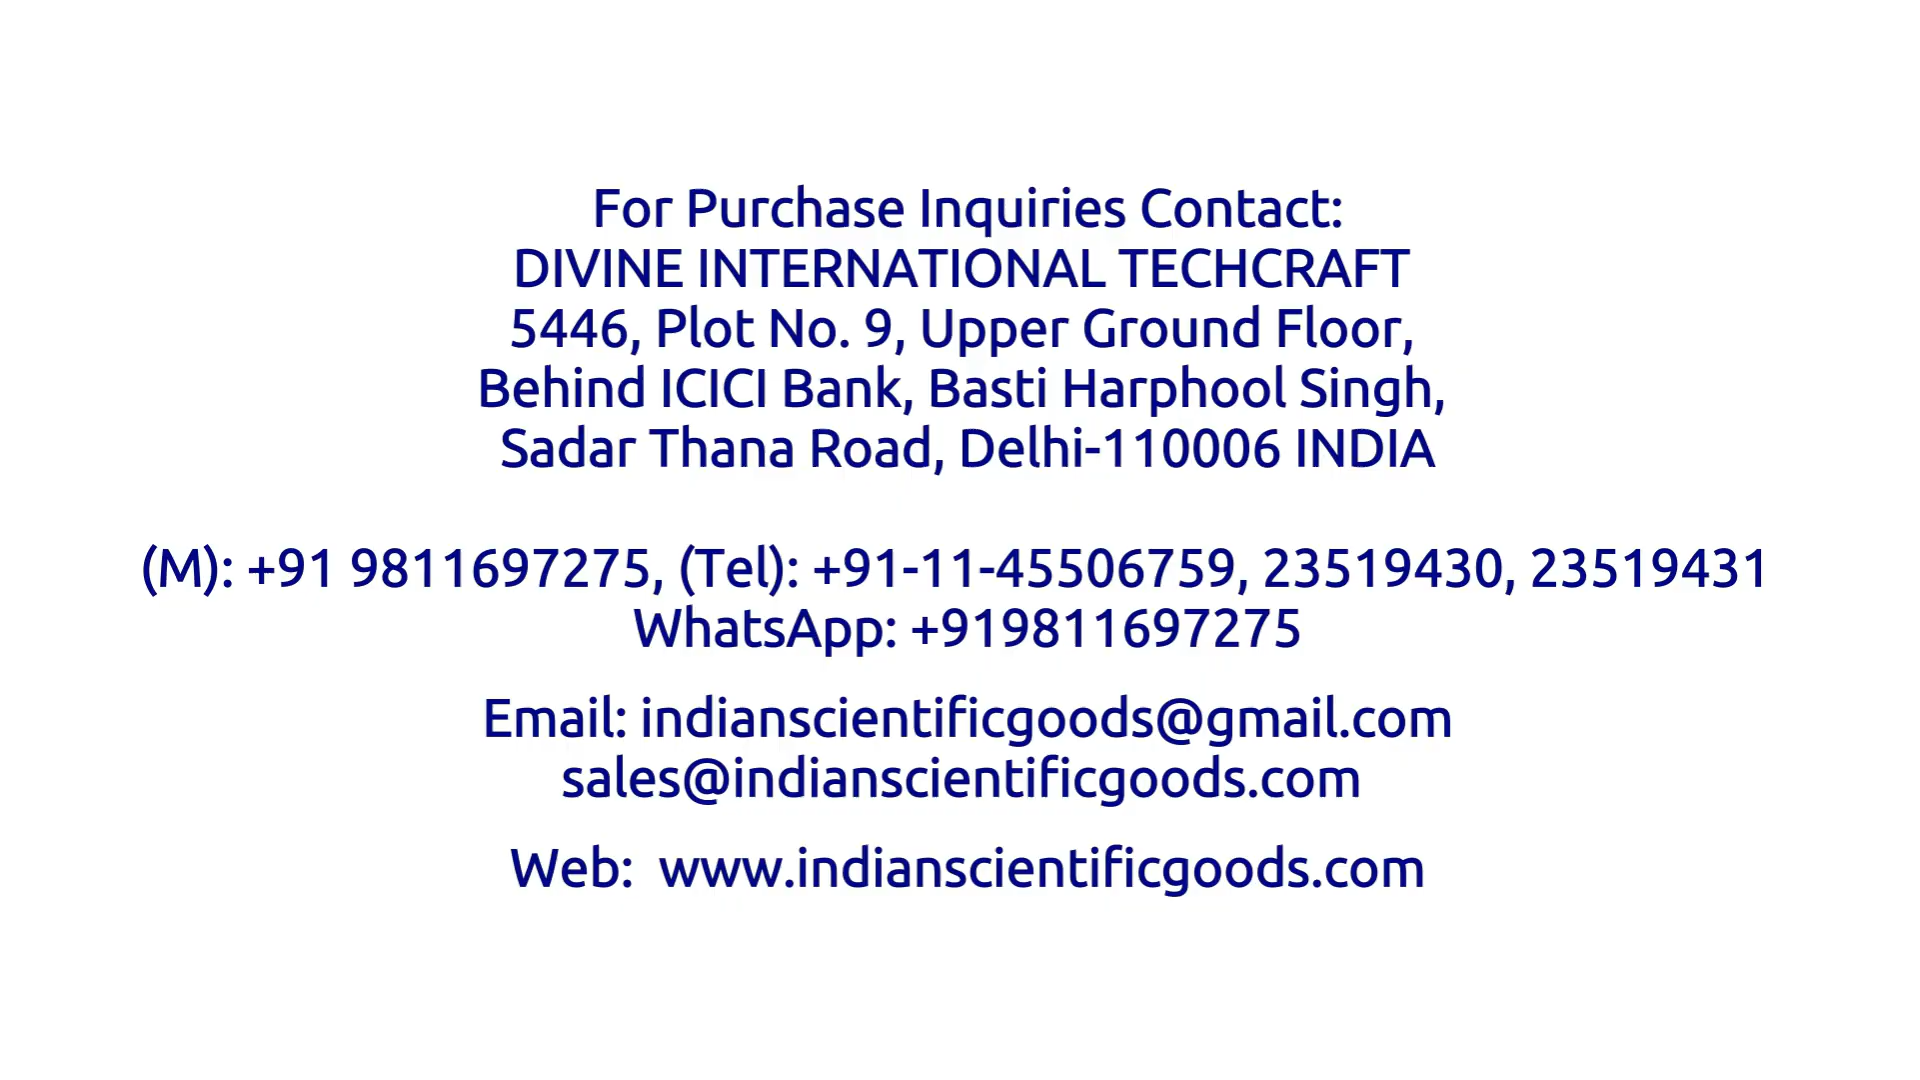 For Purchase Inquiries Contact:
DIVINE INTERNATIONAL TECHCRAFT
5446, Plot No. 9, Upper Ground Floor,
Behind ICICI Bank, Basti Harphool Singh,
Sadar Thana Road, Delhi-110006 INDIA
(M): +91 9811697275, (Tel): +91-11-45506759, 23519430, 23519431
WhatsApp: +919811697275
Email: indianscientificgoods@gmail.com
sales@indianscientificgoods.com
Web: www.indianscientificgoods.com